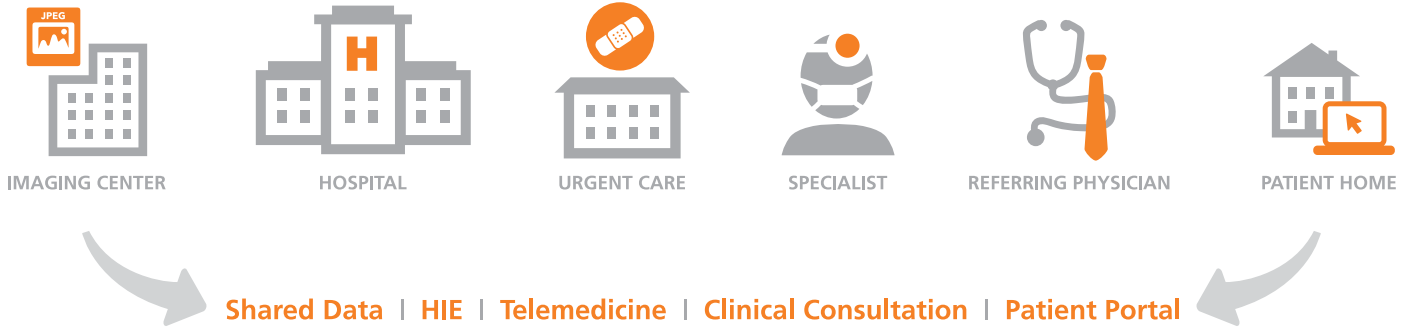 JPEG
H
IMAGING CENTER
HOSPITAL
URGENT CARE
SPECIALIST
REFERRING PHYSICIAN
PATIENT HOME
Shared Data | HIE | Telemedicine | Clinical Consultation | Patient Portal